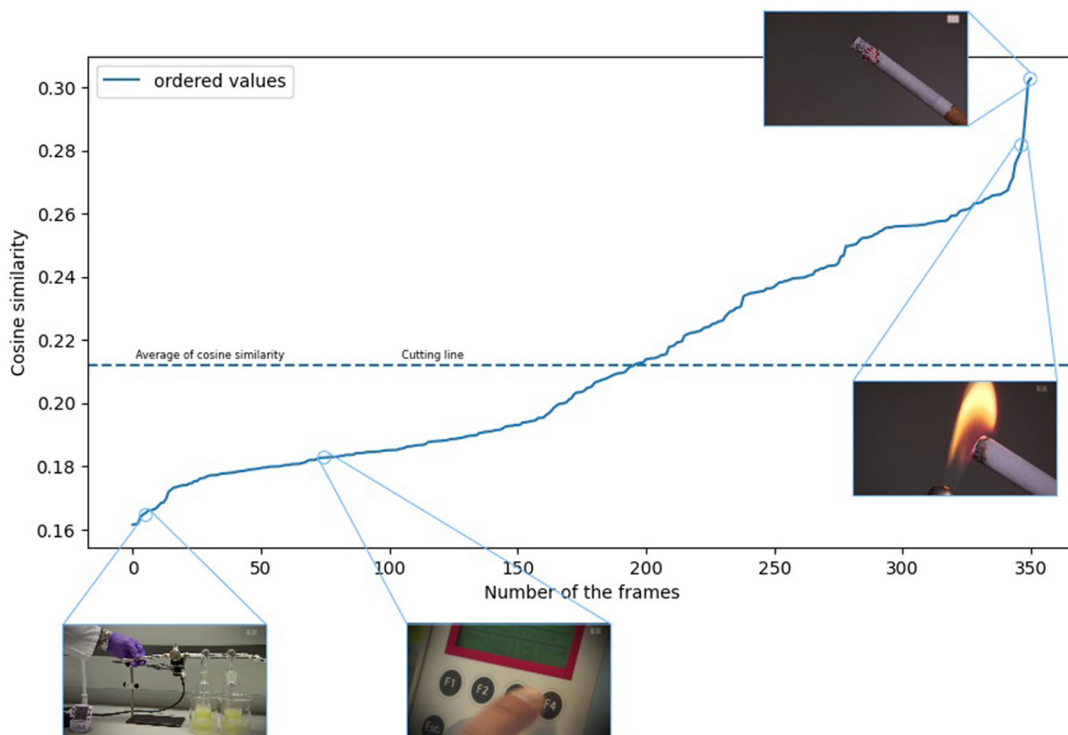 ordered values
0.30
0.28
0.26
0.24
0.22
0.20
0.18
0.16
Cosine similarity
Average of cosine similarity
Cutting line
0 50 100 150 200 250 300 350
Number of the frames
F1 F2 F4
Esc